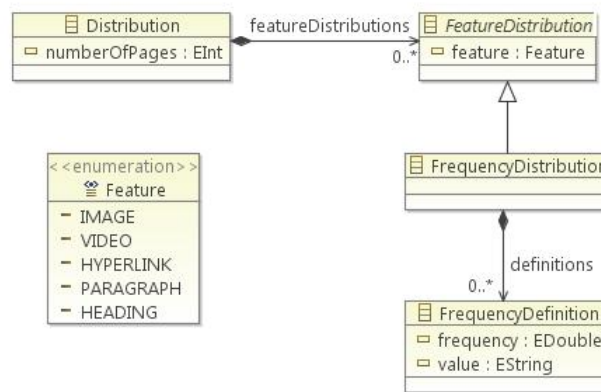 Distribution
numberOfPages : EInt
featureDistributions
0..*
FeatureDistribution
feature : Feature
<<enumeration>>
Feature
IMAGE
VIDEO
HYPERLINK
PARAGRAPH
HEADING
FrequencyDistribution
definitions
0..*
FrequencyDefinition
frequency : EDouble
value : EString